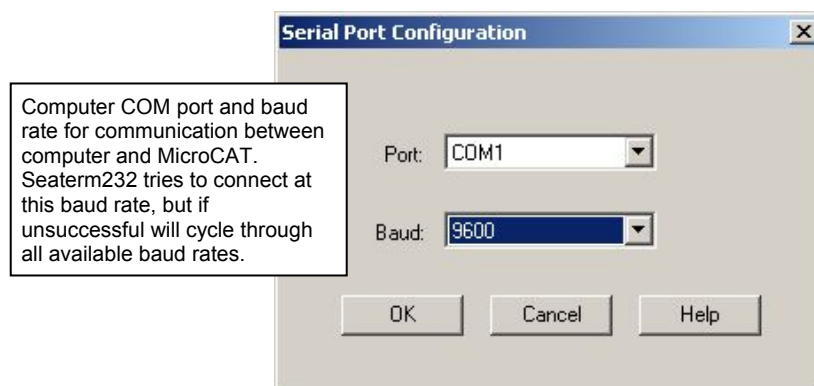 Serial Port Configuration
Computer COM port and baud
rate for communication between
computer and MicroCAT.
Seaterm232 tries to connect at
this baud rate, but if
unsuccessful will cycle through
all available baud rates.
Port: COM1
Baud: 9600
OK Cancel Help